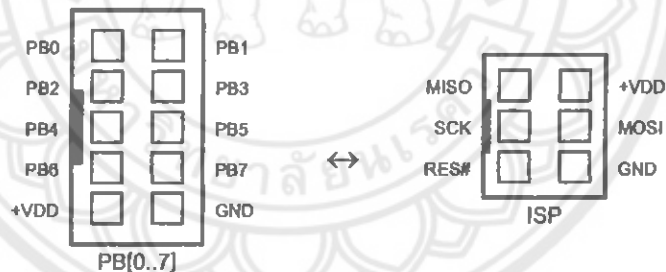 PB0 PB1
PB2 PB3
PB4 PB5
PB6 PB7
+VDD GND
PB[0..7]
↔
MISO +VDD
SCK MOSI
RES# GND
ISP